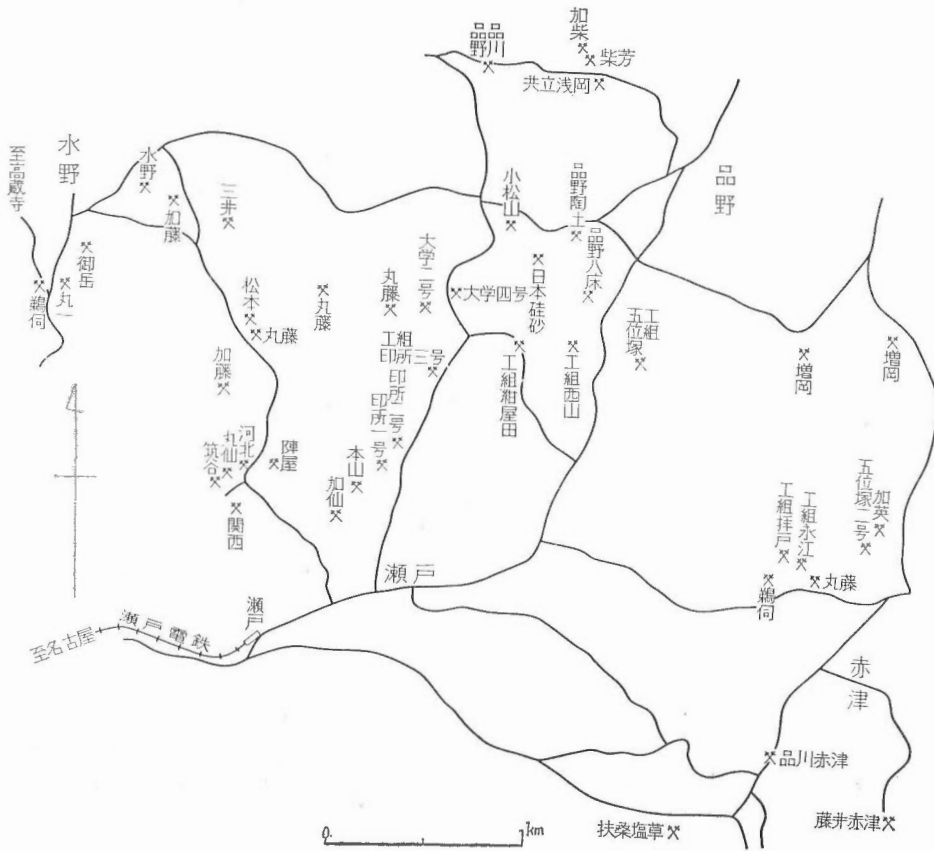 加柴
柴芳
品野品川
共立浅岡
水野
至高蔵寺
水野
加藤
三井
御岳
丸一
鵜伺
小松山
品野陶土
品野八床
品野
大学二号
大学四号
日本硅砂
丸藤
丸藤
松本
丸藤
加藤
工組印所三号
印所二号
印所一号
工組紺屋田
工組西山
工組五位塚
増岡
増岡
河北
丸仙
筑谷
陣屋
関西
本山
加仙
工組拝戸
工組永江
五位塚二号
加英
鵜伺
丸藤
瀬戸
瀬戸
瀬戸電鉄
至名古屋
赤津
品川赤津
藤井赤津
扶桑塩草
0
1km